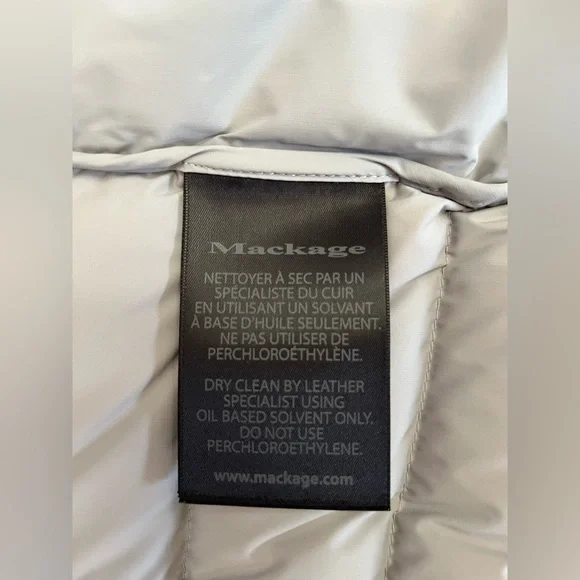 Mackage
NETTOYER À SEC PAR UN
SPÉCIALISTE DU CUIR
EN UTILISANT UN SOLVANT
À BASE D'HUILE SEULEMENT.
NE PAS UTILISER DE
PERCHLOROÉTHYLÈNE.
DRY CLEAN BY LEATHER
SPECIALIST USING
OIL BASED SOLVENT ONLY.
DO NOT USE
PERCHLOROETHYLENE.
www.mackage.com